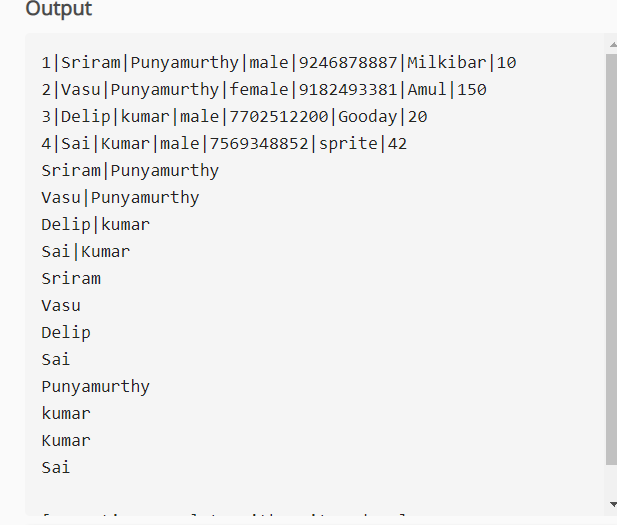 Output
1|Sriram|Punyamurthy|male|9246878887|Milkibar|10
2|Vasu|Punyamurthy|female|9182493381|Amul|150
3|Delip|kumar|male|7702512200|Gooday|20
4|Sai|Kumar|male|7569348852|sprite|42
Sriram|Punyamurthy
Vasu|Punyamurthy
Delip|kumar
Sai|Kumar
Sriram
Vasu
Delip
Sai
Punyamurthy
kumar
Kumar
Sai